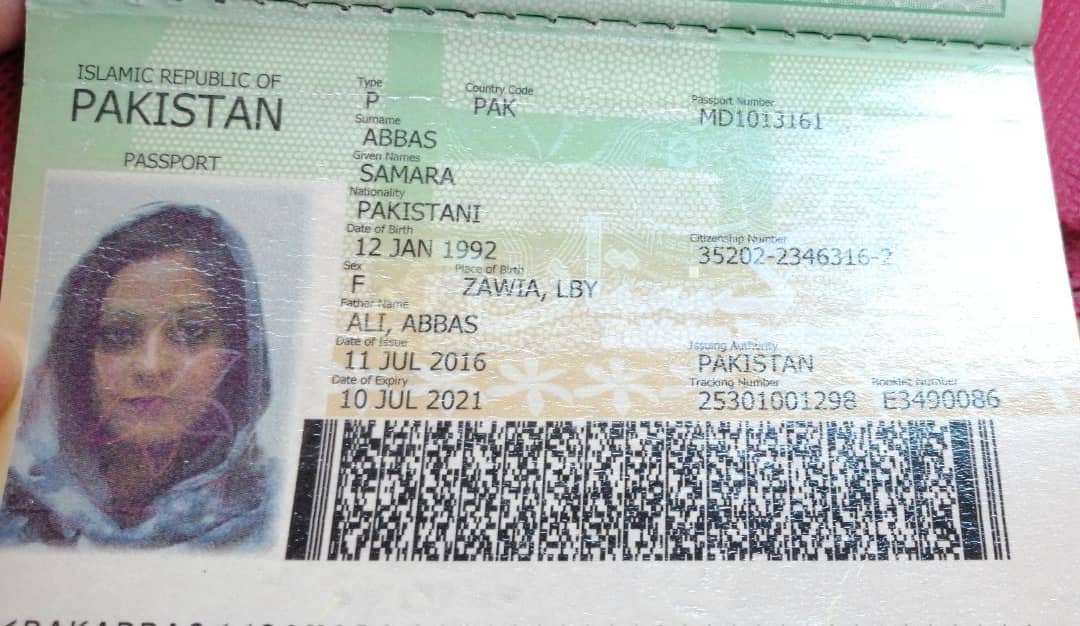 ISLAMIC REPUBLIC OF
PAKISTAN
PASSPORT
Type
P
Country Code
PAK
Passport Number
MD1013161
Surname
ABBAS
Given Names
SAMARA
Nationality
PAKISTANI
Date of Birth
12 JAN 1992
Citizenship Number
35202-2346316-2
Sex
F
Place of Birth
ZAWIA, LBY
Father Name
ALI, ABBAS
Date of Issue
11 JUL 2016
Issuing Authority
PAKISTAN
Date of Expiry
10 JUL 2021
Tracking Number
25301001298
Booklet Number
E3490086